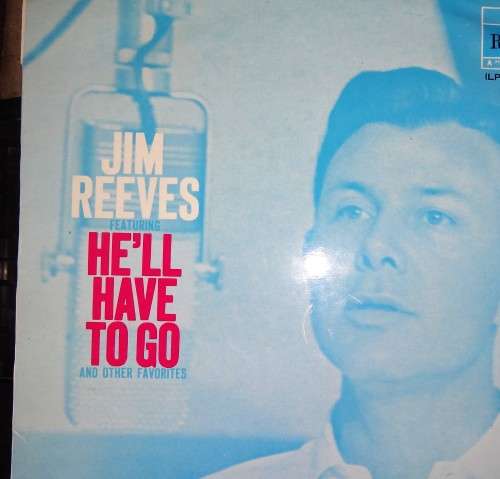 JIM
REEVES
FEATURING
HE'LL
HAVE
TO GO
AND OTHER FAVORITES